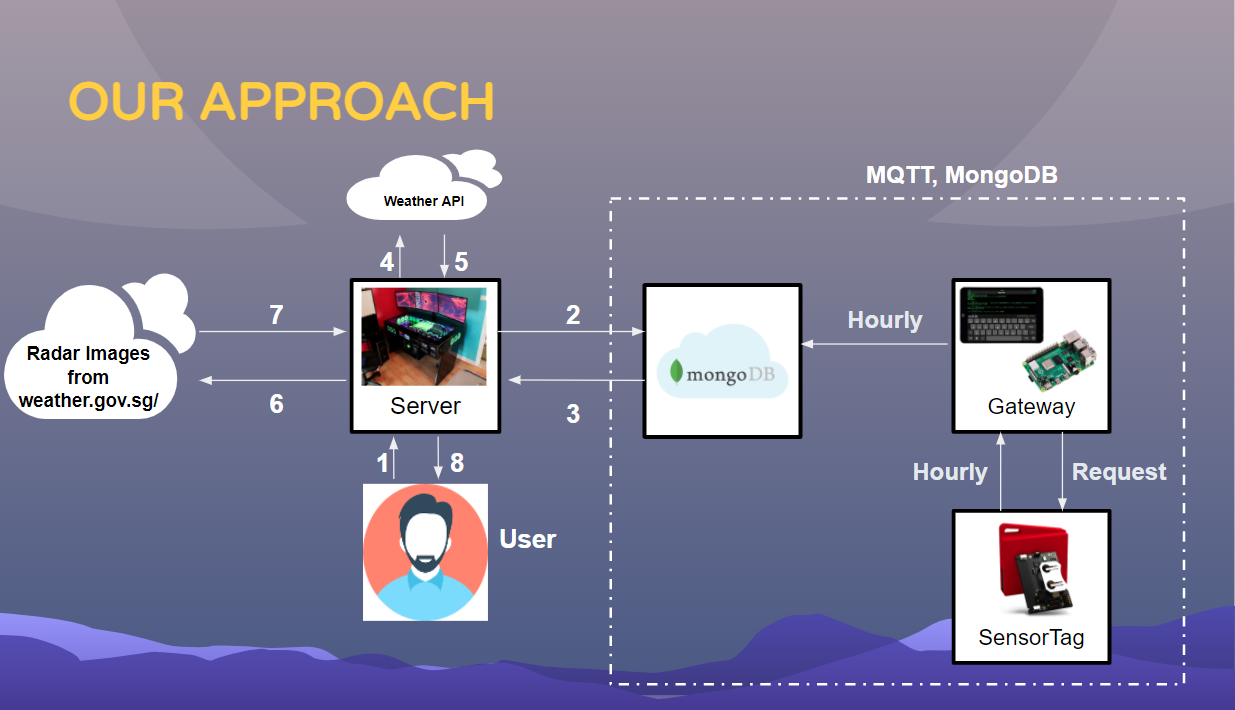 OUR APPROACH
Weather API
MQTT, MongoDB
4
5
7
2
Hourly
Radar Images
from
weather.gov.sg/
mongoDB
Server
Gateway
6
3
1
8
Hourly
Request
User
SensorTag